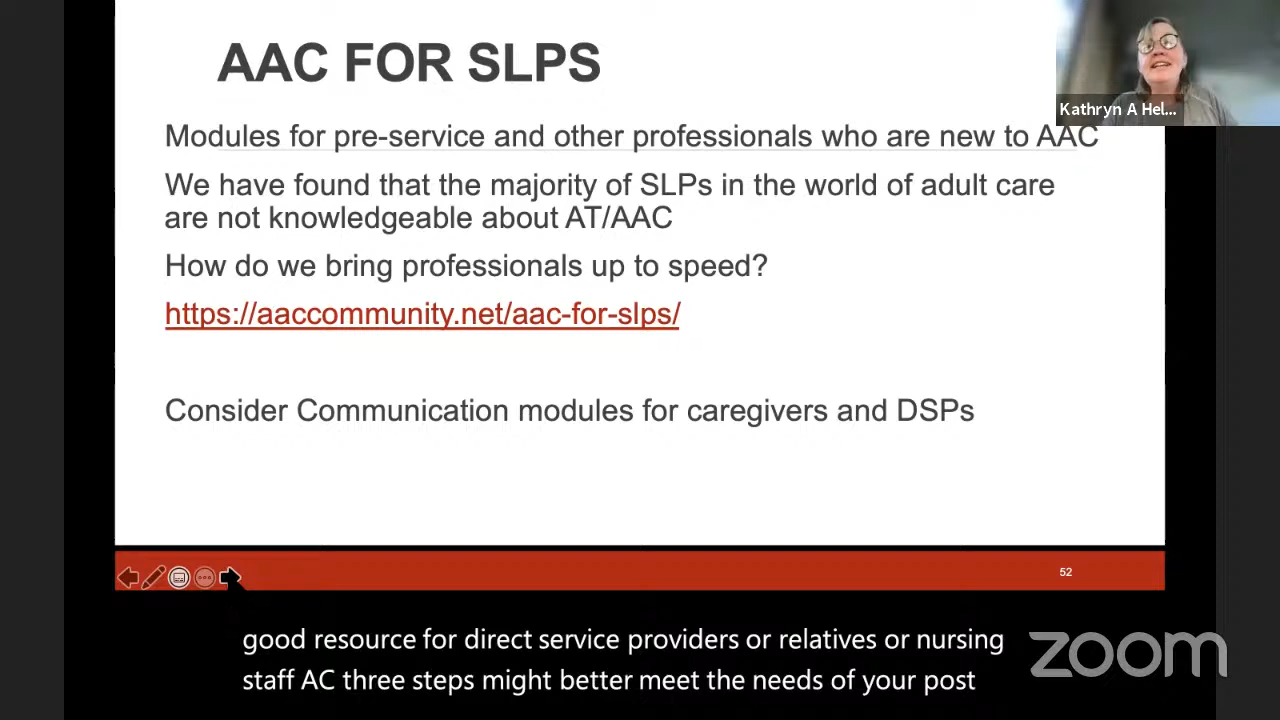 AAC FOR SLPS
Kathryn A Hel...
Modules for pre-service and other professionals who are new to AAC
We have found that the majority of SLPs in the world of adult care
are not knowledgeable about AT/AAC
How do we bring professionals up to speed?
https://aaccommunity.net/aac-for-slps/
Consider Communication modules for caregivers and DSPs
52
good resource for direct service providers or relatives or nursing
staff AC three steps might better meet the needs of your post
zoom